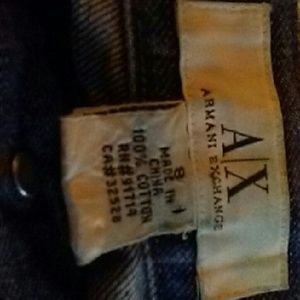 A|X
ARMANI EXCHANGE
8
MADE IN
CHINA
100% COTTON